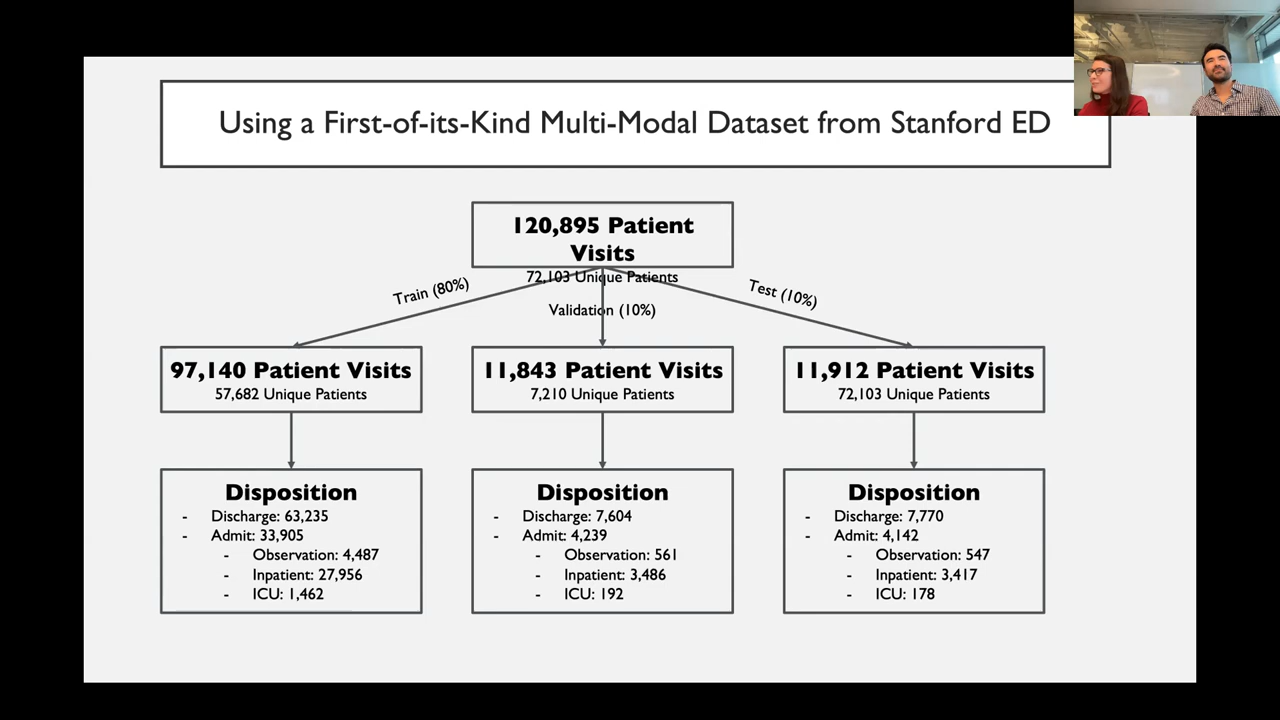 Using a First-of-its-Kind Multi-Modal Dataset from Stanford ED
120,895 Patient
Visits
72,103 Unique Patients
Train (80%)
Validation (10%)
Test (10%)
97,140 Patient Visits
57,682 Unique Patients
11,843 Patient Visits
7,210 Unique Patients
11,912 Patient Visits
72,103 Unique Patients
Disposition
- Discharge: 63,235
- Admit: 33,905
- Observation: 4,487
- Inpatient: 27,956
- ICU: 1,462
Disposition
- Discharge: 7,604
- Admit: 4,239
- Observation: 561
- Inpatient: 3,486
- ICU: 192
Disposition
- Discharge: 7,770
- Admit: 4,142
- Observation: 547
- Inpatient: 3,417
- ICU: 178